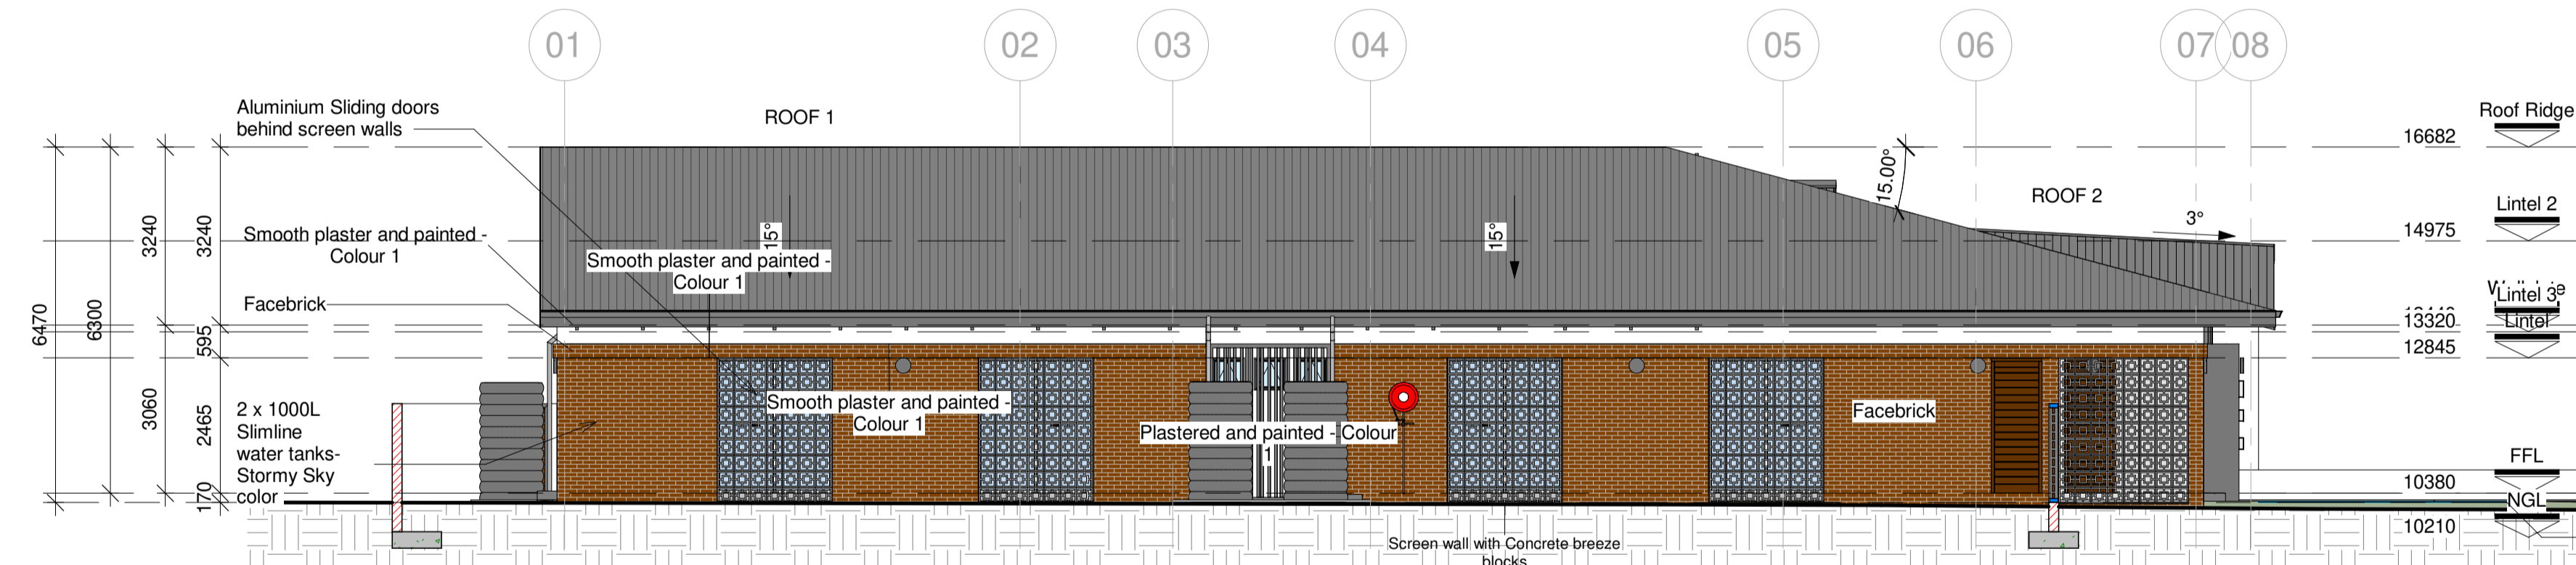 01
02
03
04
05
06
07
08
Aluminium Sliding doors
behind screen walls
ROOF 1
Roof Ridge
16682
15.00°
ROOF 2
Lintel 2
3°
14975
3240
3240
Smooth plaster and painted -
Colour 1
15°
15°
Smooth plaster and painted -
Colour 1
Facebrick
Lintel 3
13320
Lintel
12845
6470
6300
595
3060
2465
170
2 x 1000L
Slimline
water tanks-
Stormy Sky
color
Smooth plaster and painted -
Colour 1
Plastered and painted - Colour
1
Facebrick
FFL
10380
NGL
10210
Screen wall with Concrete breeze
blocks